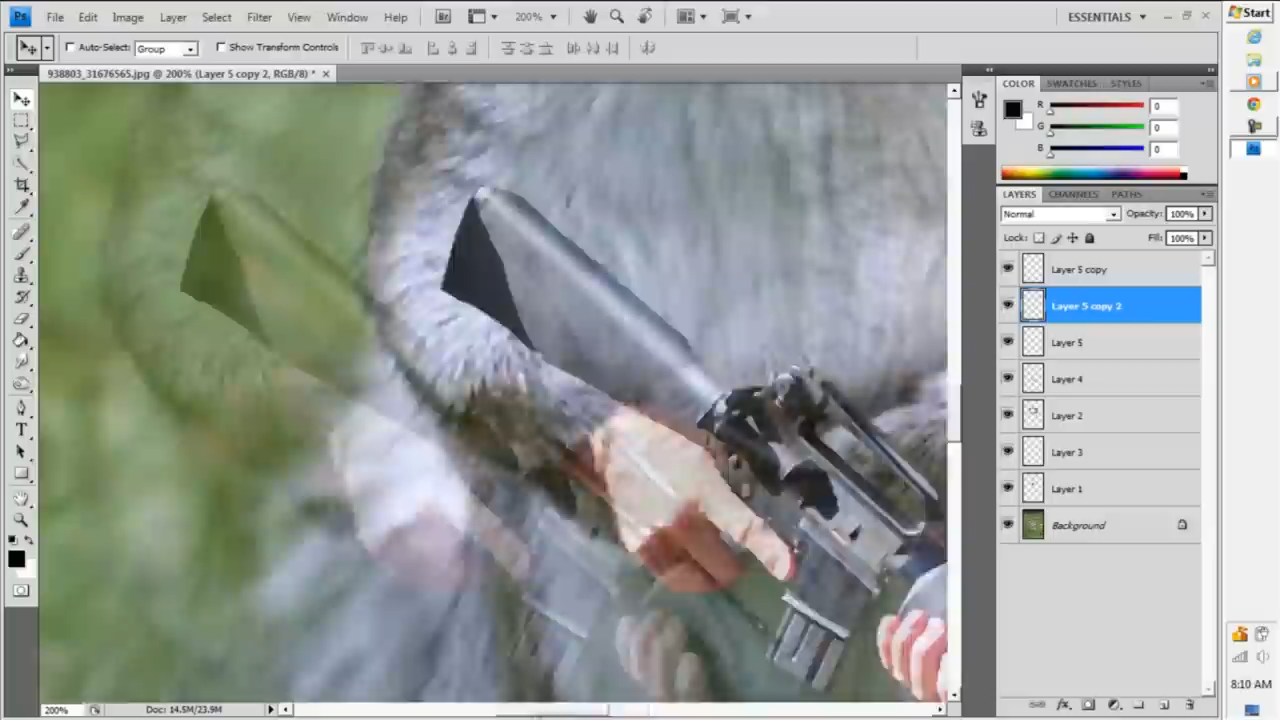 Ps File Edit Image Layer Select Filter View Window Help Br 200% ESSENTIALS Start
Auto-Select: Group Show Transform Controls
938803_31676565.jpg @ 200% (Layer 5 copy 2, RGB/8) * x
COLOR SWATCHES STYLES
R 0
G 0
B 0
LAYERS CHANNELS PATHS
Normal Opacity: 100%
Lock: Fill: 100%
Layer 5 copy
Layer 5 copy 2
Layer 5
Layer 4
Layer 2
Layer 3
Layer 1
Background
T
8:10 AM
200% Doc: 14.5M/23.9M fx